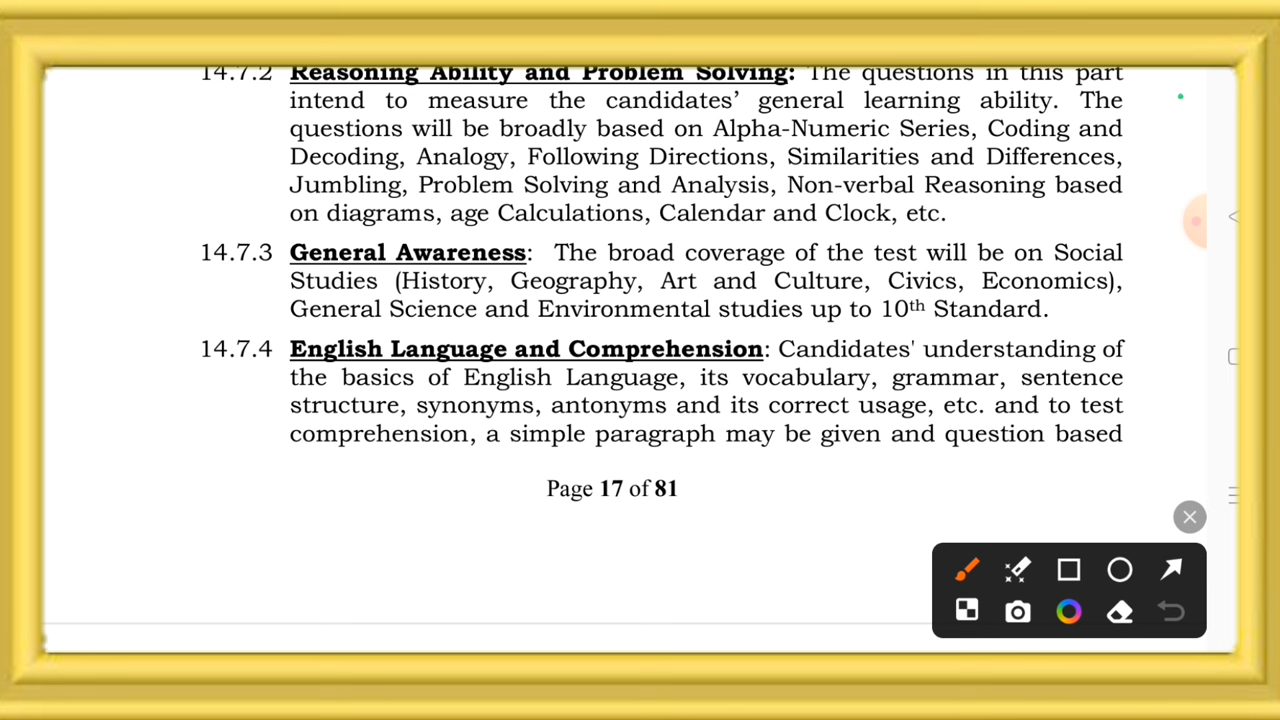 14.7.2 Reasoning Ability and Problem Solving: The questions in this part
intend to measure the candidates’ general learning ability. The
questions will be broadly based on Alpha-Numeric Series, Coding and
Decoding, Analogy, Following Directions, Similarities and Differences,
Jumbling, Problem Solving and Analysis, Non-verbal Reasoning based
on diagrams, age Calculations, Calendar and Clock, etc.
14.7.3 General Awareness: The broad coverage of the test will be on Social
Studies (History, Geography, Art and Culture, Civics, Economics),
General Science and Environmental studies up to 10th Standard.
14.7.4 English Language and Comprehension: Candidates' understanding of
the basics of English Language, its vocabulary, grammar, sentence
structure, synonyms, antonyms and its correct usage, etc. and to test
comprehension, a simple paragraph may be given and question based
Page 17 of 81